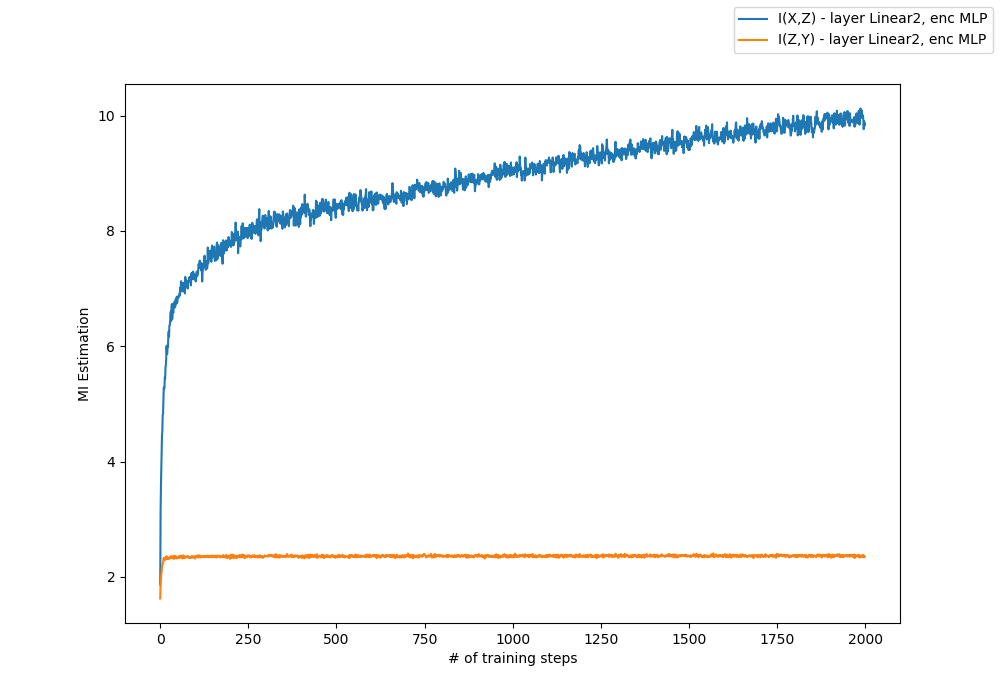 I(X,Z) - layer Linear2, enc MLP
I(Z,Y) - layer Linear2, enc MLP
10
8
6
4
2
MI Estimation
0 250 500 750 1000 1250 1500 1750 2000
# of training steps